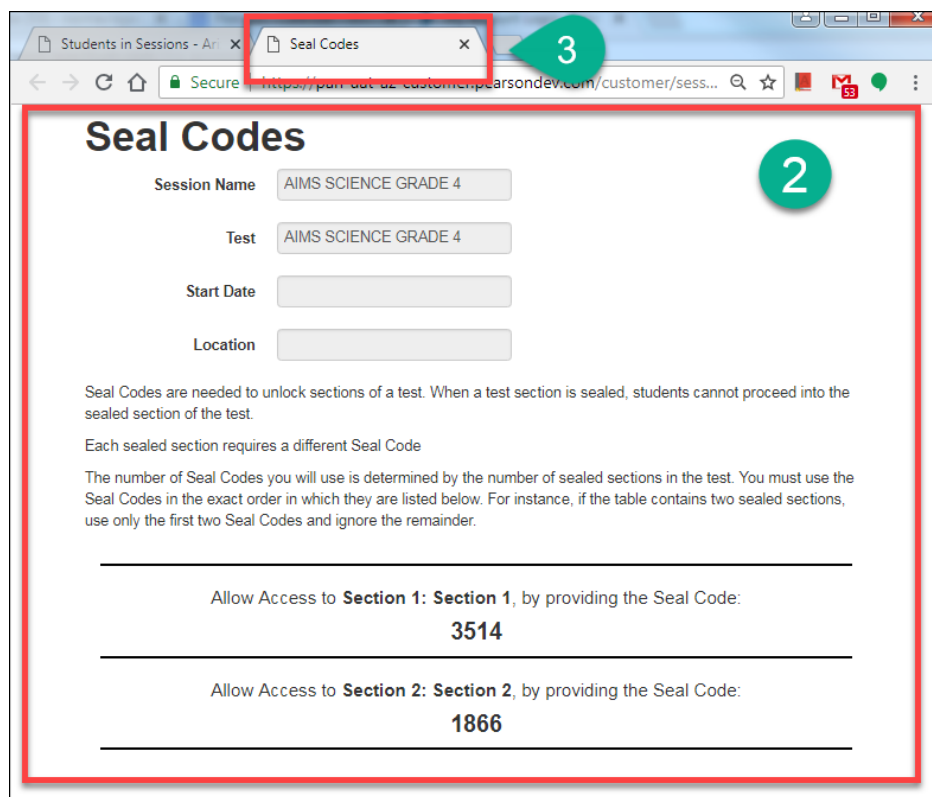 Students in Sessions - Ari
Seal Codes
3
Secure
https://pan-uat-az-customer.pearsondev.com/customer/sess...
53
Seal Codes
2
Session Name AIMS SCIENCE GRADE 4
Test AIMS SCIENCE GRADE 4
Start Date
Location
Seal Codes are needed to unlock sections of a test. When a test section is sealed, students cannot proceed into the
sealed section of the test.
Each sealed section requires a different Seal Code
The number of Seal Codes you will use is determined by the number of sealed sections in the test. You must use the
Seal Codes in the exact order in which they are listed below. For instance, if the table contains two sealed sections,
use only the first two Seal Codes and ignore the remainder.
Allow Access to Section 1: Section 1, by providing the Seal Code:
3514
Allow Access to Section 2: Section 2, by providing the Seal Code:
1866